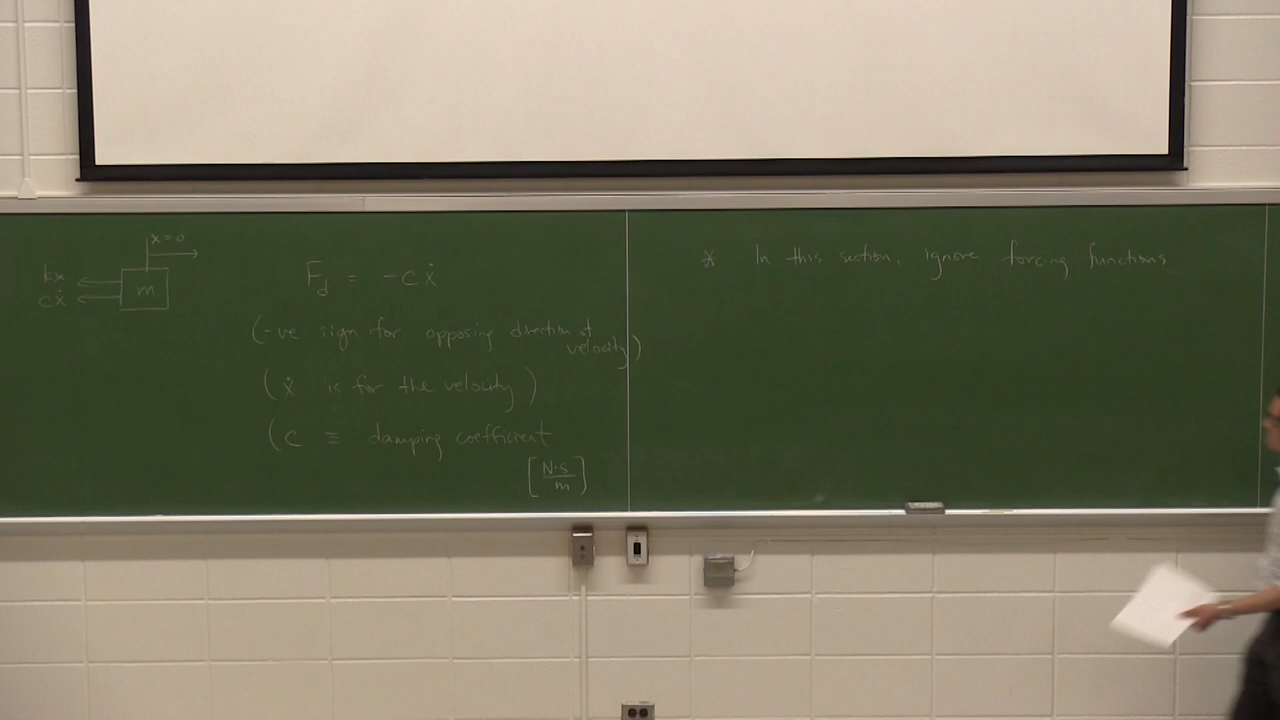 x=0
kx
cẋ
m
F_d = -cẋ
(-ve sign for opposing direction of
velocity)
(ẋ is for the velocity)
(c ≡ damping coefficient
[N·s/m]
* In this section, ignore forcing functions